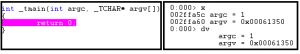 int _tmain(int argc, _TCHAR* argv[])
{
return 0;
}
0:000> x
002ffa5c argc = 1
002ffa60 argv = 0x00061350
0:000> dv
argc = 1
argv = 0x00061350